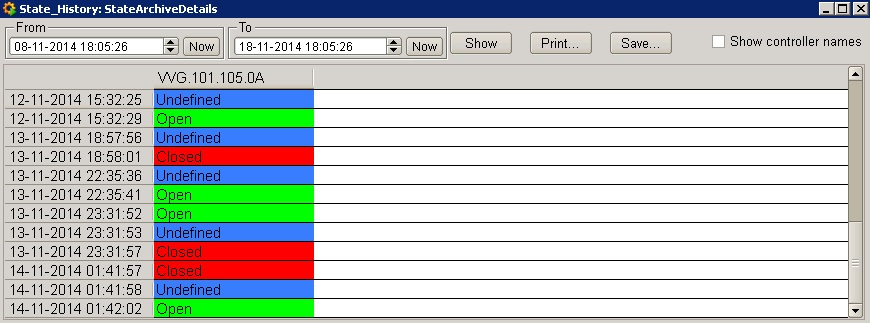 State_History: StateArchiveDetails
From To
08-11-2014 18:05:26 Now 18-11-2014 18:05:26 Now Show Print... Save... Show controller names
VVG.101.105.0A
12-11-2014 15:32:25 Undefined
12-11-2014 15:32:29 Open
13-11-2014 18:57:56 Undefined
13-11-2014 18:58:01 Closed
13-11-2014 22:35:36 Undefined
13-11-2014 22:35:41 Open
13-11-2014 23:31:52 Open
13-11-2014 23:31:53 Undefined
13-11-2014 23:31:57 Closed
14-11-2014 01:41:57 Closed
14-11-2014 01:41:58 Undefined
14-11-2014 01:42:02 Open